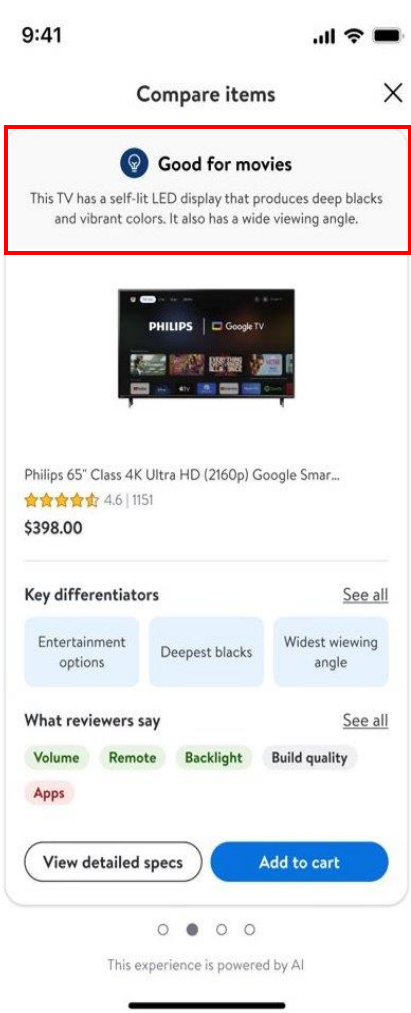 9:41
Compare items
Good for movies
This TV has a self-lit LED display that produces deep blacks
and vibrant colors. It also has a wide viewing angle.
PHILIPS Google TV
Philips 65" Class 4K Ultra HD (2160p) Google Smar...
4.6 | 1151
$398.00
Key differentiators See all
Entertainment
options
Deepest blacks
Widest wiewing
angle
What reviewers say See all
Volume Remote Backlight Build quality
Apps
View detailed specs Add to cart
This experience is powered by AI